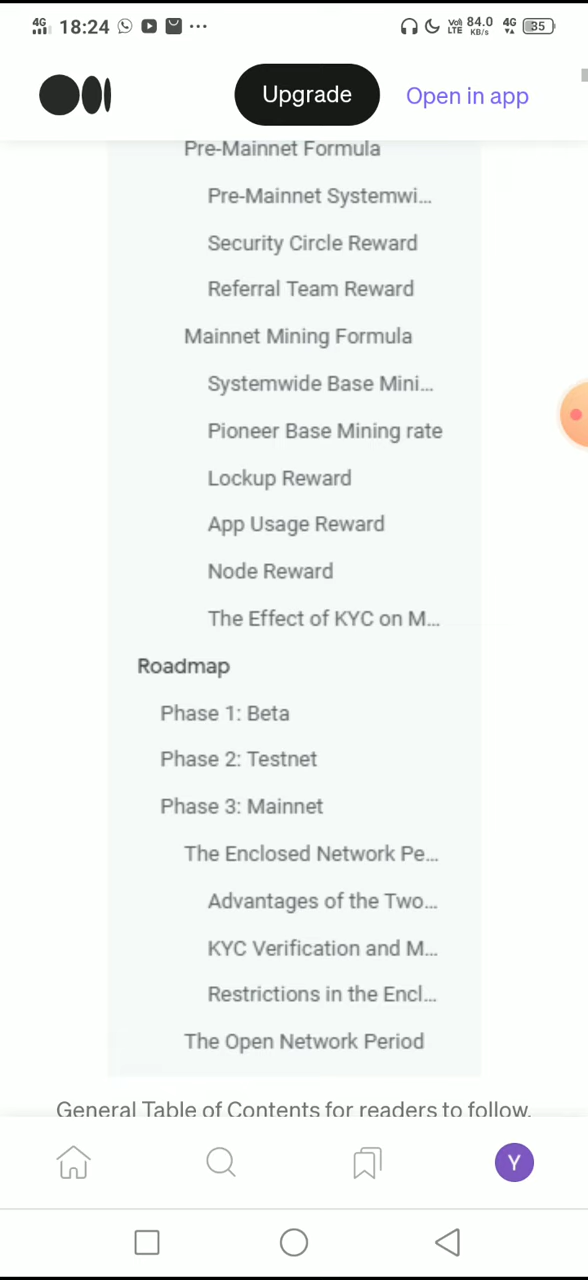 4G 18:24 ... VoLTE 84.0 KB/s 4G 35
Upgrade
Open in app
Pre-Mainnet Formula
Pre-Mainnet Systemwi...
Security Circle Reward
Referral Team Reward
Mainnet Mining Formula
Systemwide Base Mini...
Pioneer Base Mining rate
Lockup Reward
App Usage Reward
Node Reward
The Effect of KYC on M...
Roadmap
Phase 1: Beta
Phase 2: Testnet
Phase 3: Mainnet
The Enclosed Network Pe...
Advantages of the Two...
KYC Verification and M...
Restrictions in the Encl...
The Open Network Period
General Table of Contents for readers to follow.
Y